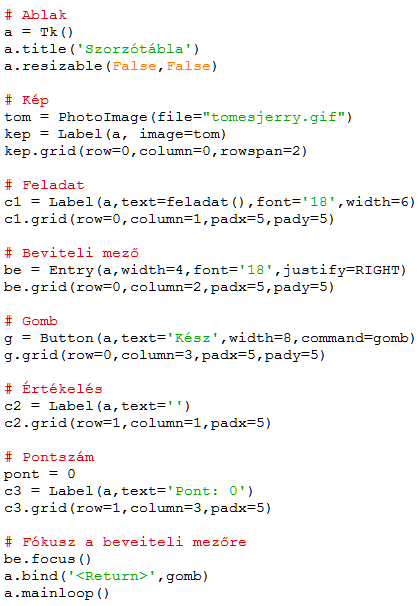 # Ablak
a = Tk()
a.title('Szorzótábla')
a.resizable(False,False)
# Kép
tom = PhotoImage(file="tomesjerry.gif")
kep = Label(a, image=tom)
kep.grid(row=0,column=0,rowspan=2)
# Feladat
c1 = Label(a,text=feladat(),font='18',width=6)
c1.grid(row=0,column=1,padx=5,pady=5)
# Beviteli mező
be = Entry(a,width=4,font='18',justify=RIGHT)
be.grid(row=0,column=2,padx=5,pady=5)
# Gomb
g = Button(a,text='Kész',width=8,command=gomb)
g.grid(row=0,column=3,padx=5,pady=5)
# Értékelés
c2 = Label(a,text='')
c2.grid(row=1,column=1,padx=5)
# Pontszám
pont = 0
c3 = Label(a,text='Pont: 0')
c3.grid(row=1,column=3,padx=5)
# Fókusz a beveiteli mezőre
be.focus()
a.bind('<Return>',gomb)
a.mainloop()